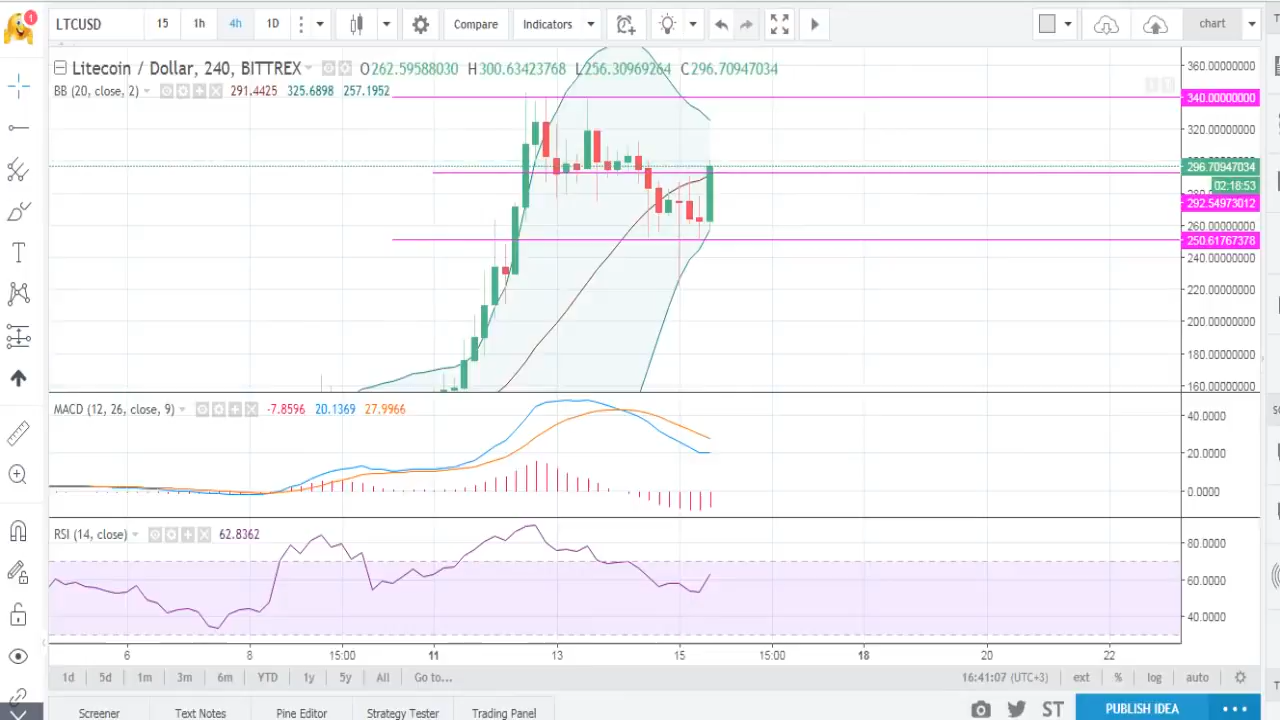 1
LTCUSD 15 1h 4h 1D Compare Indicators chart
Litecoin / Dollar, 240, BITTREX O262.59588030 H300.63423768 L256.30969264 C296.70947034
BB (20, close, 2) 291.4425 325.6898 257.1952
360.00000000
340.00000000
320.00000000
296.70947034
02:18:53
292.54973012
260.00000000
250.61767378
240.00000000
220.00000000
200.00000000
180.00000000
160.00000000
MACD (12, 26, close, 9) -7.8596 20.1369 27.9966
40.0000
20.0000
0.0000
RSI (14, close) 62.8362
80.0000
60.0000
40.0000
6 8 15:00 11 13 15 15:00 18 20 22
1d 5d 1m 3m 6m YTD 1y 5y All Go to... 16:41:07 (UTC+3) ext % log auto
Screener Text Notes Pine Editor Strategy Tester Trading Panel ST PUBLISH IDEA